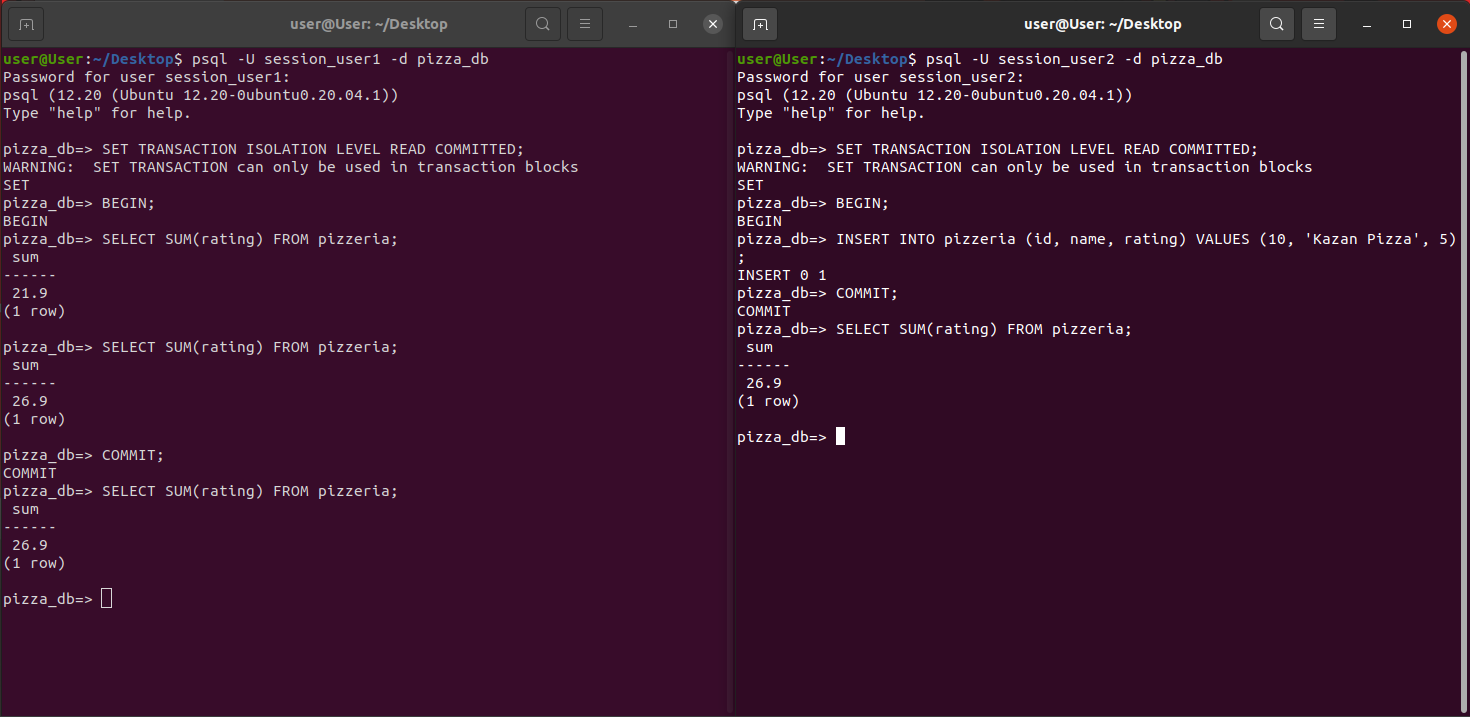 user@User: ~/Desktop
user@User:~/Desktop$ psql -U session_user1 -d pizza_db
Password for user session_user1:
psql (12.20 (Ubuntu 12.20-0ubuntu0.20.04.1))
Type "help" for help.
pizza_db=> SET TRANSACTION ISOLATION LEVEL READ COMMITTED;
WARNING:  SET TRANSACTION can only be used in transaction blocks
SET
pizza_db=> BEGIN;
BEGIN
pizza_db=> SELECT SUM(rating) FROM pizzeria;
 sum
------
 21.9
(1 row)
pizza_db=> SELECT SUM(rating) FROM pizzeria;
 sum
------
 26.9
(1 row)
pizza_db=> COMMIT;
COMMIT
pizza_db=> SELECT SUM(rating) FROM pizzeria;
 sum
------
 26.9
(1 row)
pizza_db=>
user@User: ~/Desktop
user@User:~/Desktop$ psql -U session_user2 -d pizza_db
Password for user session_user2:
psql (12.20 (Ubuntu 12.20-0ubuntu0.20.04.1))
Type "help" for help.
pizza_db=> SET TRANSACTION ISOLATION LEVEL READ COMMITTED;
WARNING:  SET TRANSACTION can only be used in transaction blocks
SET
pizza_db=> BEGIN;
BEGIN
pizza_db=> INSERT INTO pizzeria (id, name, rating) VALUES (10, 'Kazan Pizza', 5)
;
INSERT 0 1
pizza_db=> COMMIT;
COMMIT
pizza_db=> SELECT SUM(rating) FROM pizzeria;
 sum
------
 26.9
(1 row)
pizza_db=>